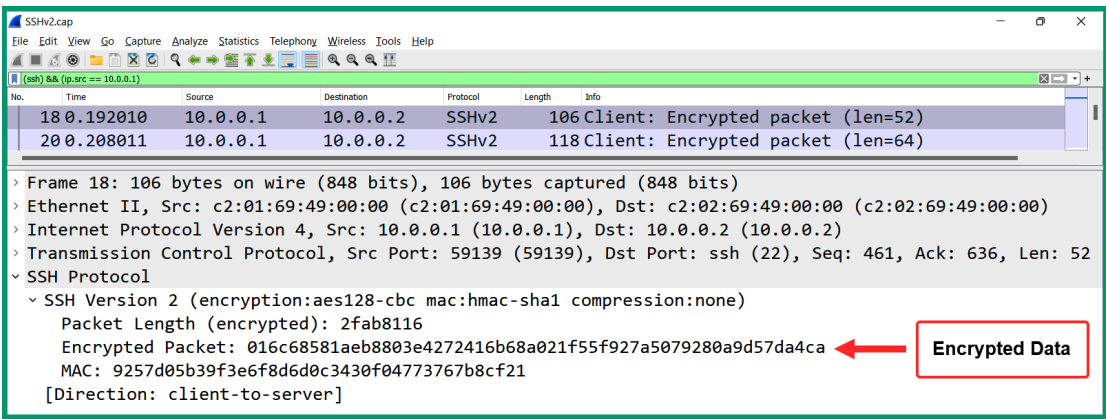 SSHv2.cap
File Edit View Go Capture Analyze Statistics Telephony Wireless Tools Help
(ssh) && (ip.src == 10.0.0.1)
No. Time Source Destination Protocol Length Info
18 0.192010 10.0.0.1 10.0.0.2 SSHv2 106 Client: Encrypted packet (len=52)
20 0.208011 10.0.0.1 10.0.0.2 SSHv2 118 Client: Encrypted packet (len=64)
Frame 18: 106 bytes on wire (848 bits), 106 bytes captured (848 bits)
Ethernet II, Src: c2:01:69:49:00:00 (c2:01:69:49:00:00), Dst: c2:02:69:49:00:00 (c2:02:69:49:00:00)
Internet Protocol Version 4, Src: 10.0.0.1 (10.0.0.1), Dst: 10.0.0.2 (10.0.0.2)
Transmission Control Protocol, Src Port: 59139 (59139), Dst Port: ssh (22), Seq: 461, Ack: 636, Len: 52
SSH Protocol
SSH Version 2 (encryption:aes128-cbc mac:hmac-sha1 compression:none)
Packet Length (encrypted): 2fab8116
Encrypted Packet: 016c68581aeb8803e4272416b68a021f55f927a5079280a9d57da4ca
Encrypted Data
MAC: 9257d05b39f3e6f8d6d0c3430f04773767b8cf21
[Direction: client-to-server]